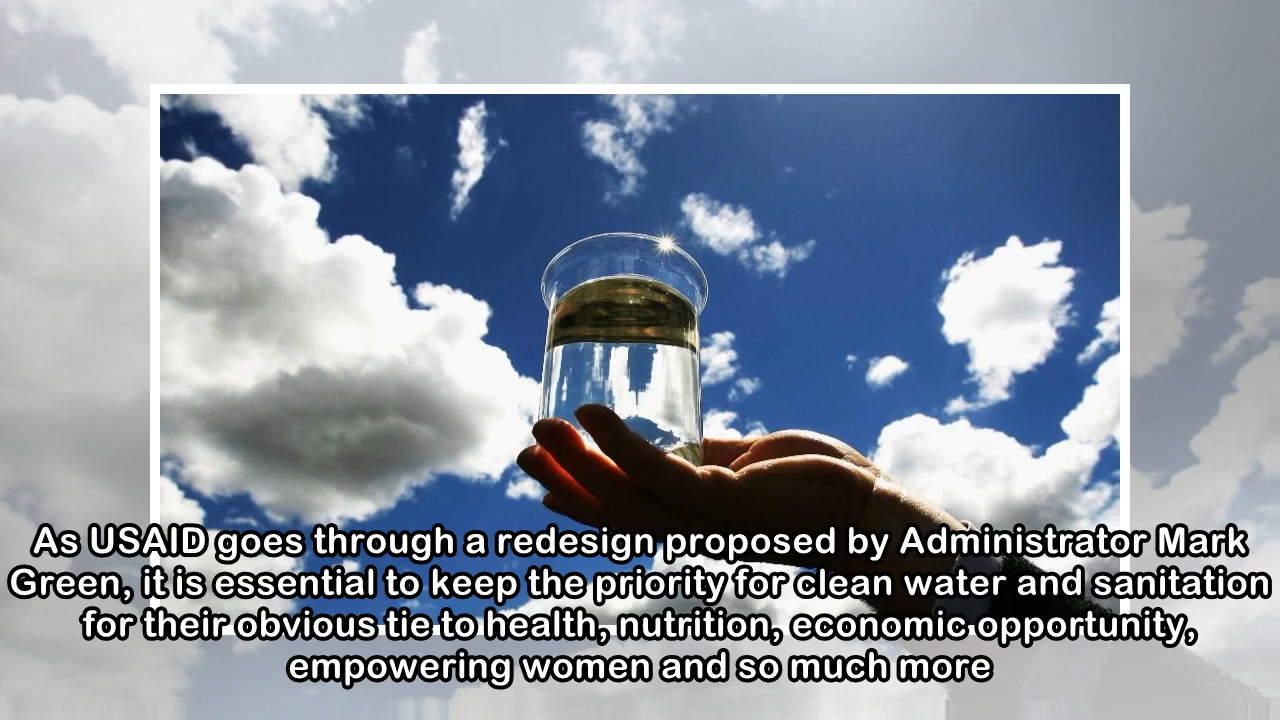 As USAID goes through a redesign proposed by Administrator Mark
Green, it is essential to keep the priority for clean water and sanitation
for their obvious tie to health, nutrition, economic opportunity,
empowering women and so much more